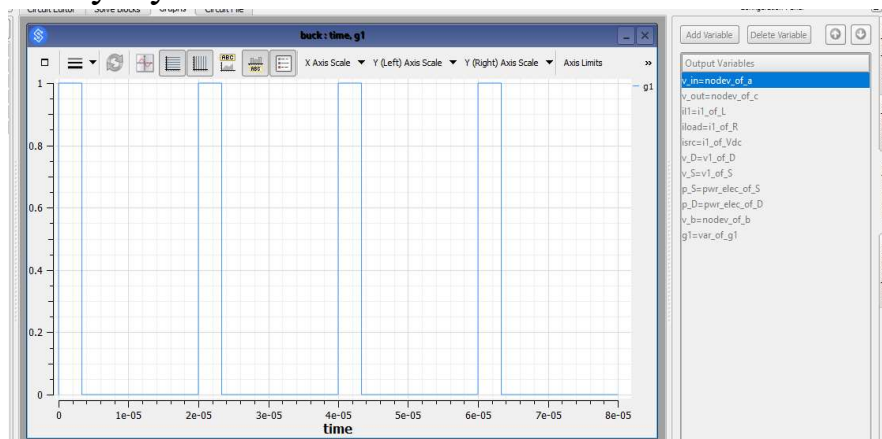 Circuit Editor Solve Blocks Graphs Circuit File
buck : time, g1
X Axis Scale Y (Left) Axis Scale Y (Right) Axis Scale Axis Limits »
ABC
ABC
g1
1
0.8
0.6
0.4
0.2
0
0 1e-05 2e-05 3e-05 4e-05 5e-05 6e-05 7e-05 8e-05
time
Add Variable Delete Variable
Output Variables
v_in=nodev_of_a
v_out=nodev_of_c
il1=i1_of_L
iload=i1_of_R
isrc=i1_of_Vdc
v_D=v1_of_D
v_S=v1_of_S
p_S=pwr_elec_of_S
p_D=pwr_elec_of_D
v_b=nodev_of_b
g1=var_of_g1